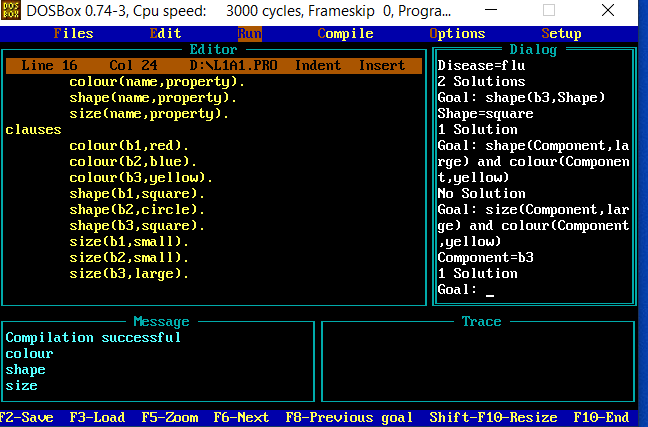 DOSBox 0.74-3, Cpu speed: 3000 cycles, Frameskip 0, Progra...
Files Edit Run Compile Options Setup
Editor
Line 16 Col 24 D:\L1A1.PRO Indent Insert
colour(name,property).
shape(name,property).
size(name,property).
clauses
colour(b1,red).
colour(b2,blue).
colour(b3,yellow).
shape(b1,square).
shape(b2,circle).
shape(b3,square).
size(b1,small).
size(b2,small).
size(b3,large).
Dialog
Disease=flu
2 Solutions
Goal: shape(b3,Shape)
Shape=square
1 Solution
Goal: shape(Component,la
rge) and colour(Componen
t,yellow)
No Solution
Goal: size(Component,lar
ge) and colour(Component
,yellow)
Component=b3
1 Solution
Goal: _
Message
Compilation successful
colour
shape
size
Trace
F2-Save F3-Load F5-Zoom F6-Next F8-Previous goal Shift-F10-Resize F10-End